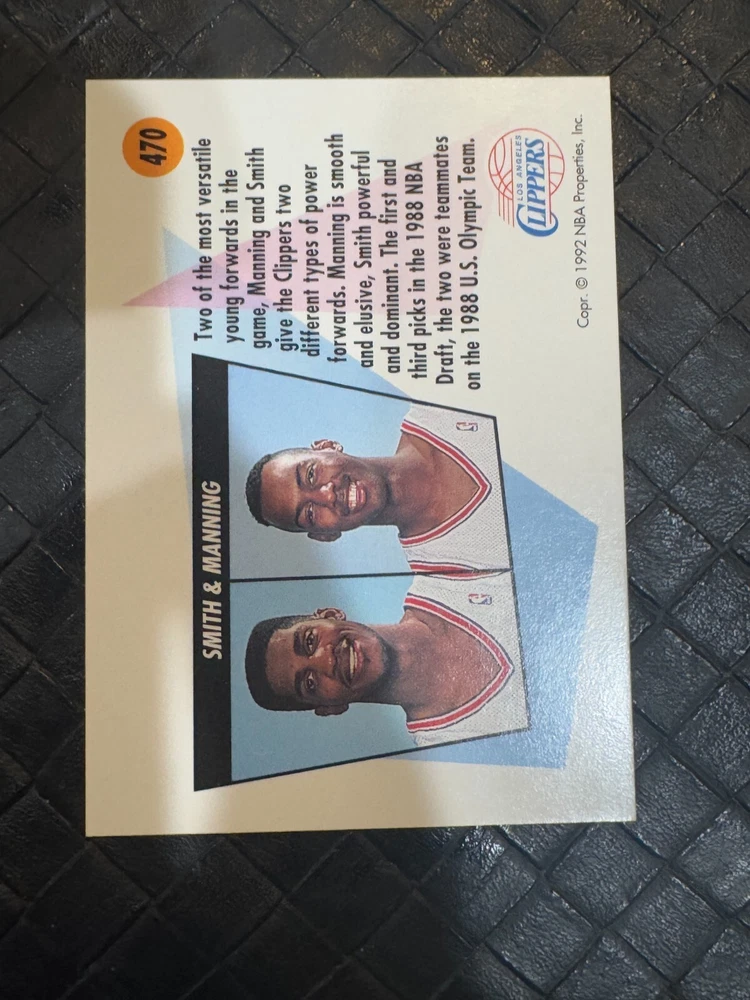 470
Two of the most versatile
young forwards in the
game, Manning and Smith
give the Clippers two
different types of power
forwards. Manning is smooth
and elusive, Smith powerful
and dominant. The first and
third picks in the 1988 NBA
Draft, the two were teammates
on the 1988 U.S. Olympic Team.
SMITH & MANNING
LOS ANGELES
CLIPPERS
Copr. © 1992 NBA Properties, Inc.